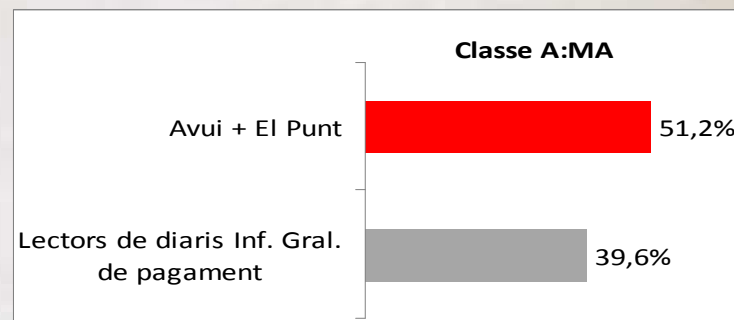 Classe A:MA
Avui + El Punt
51,2%
Lectors de diaris Inf. Gral.
de pagament
39,6%